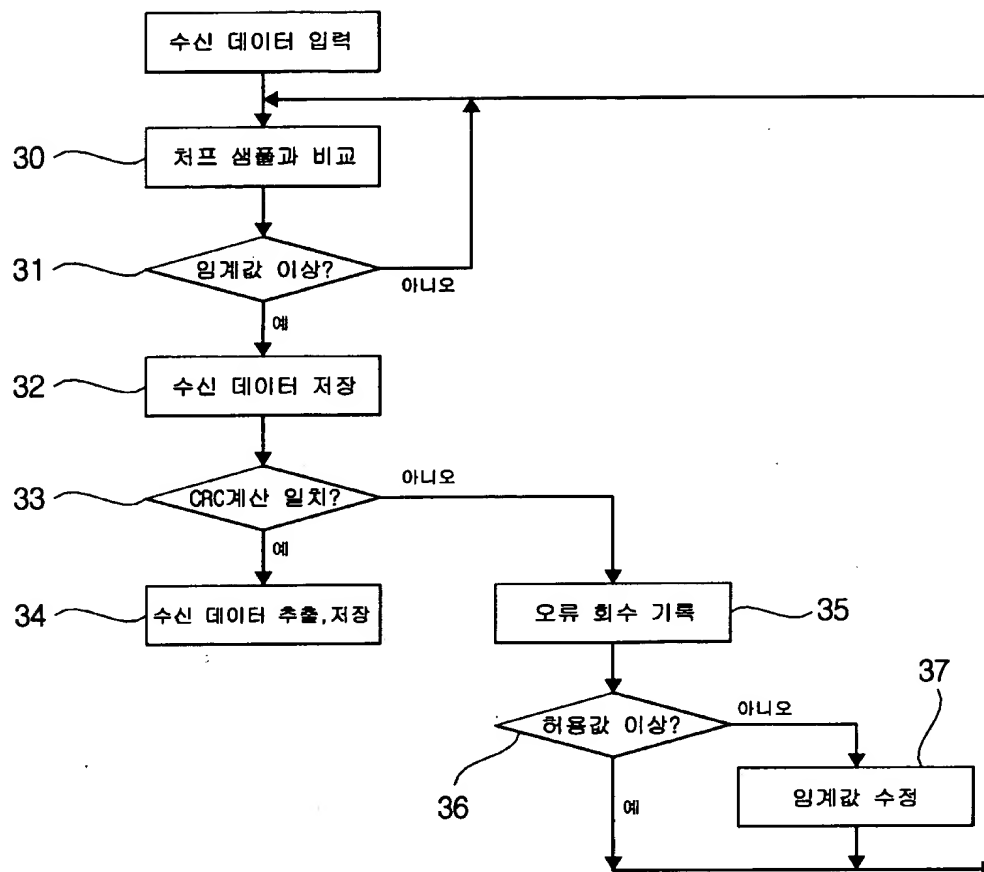 수신 데이터 입력
30
처프 샘플과 비교
31
임계값 이상?
아니오
예
32
수신 데이터 저장
33
CRC계산 일치?
아니오
예
34
수신 데이터 추출,저장
오류 회수 기록
35
허용값 이상?
36
아니오
예
37
임계값 수정